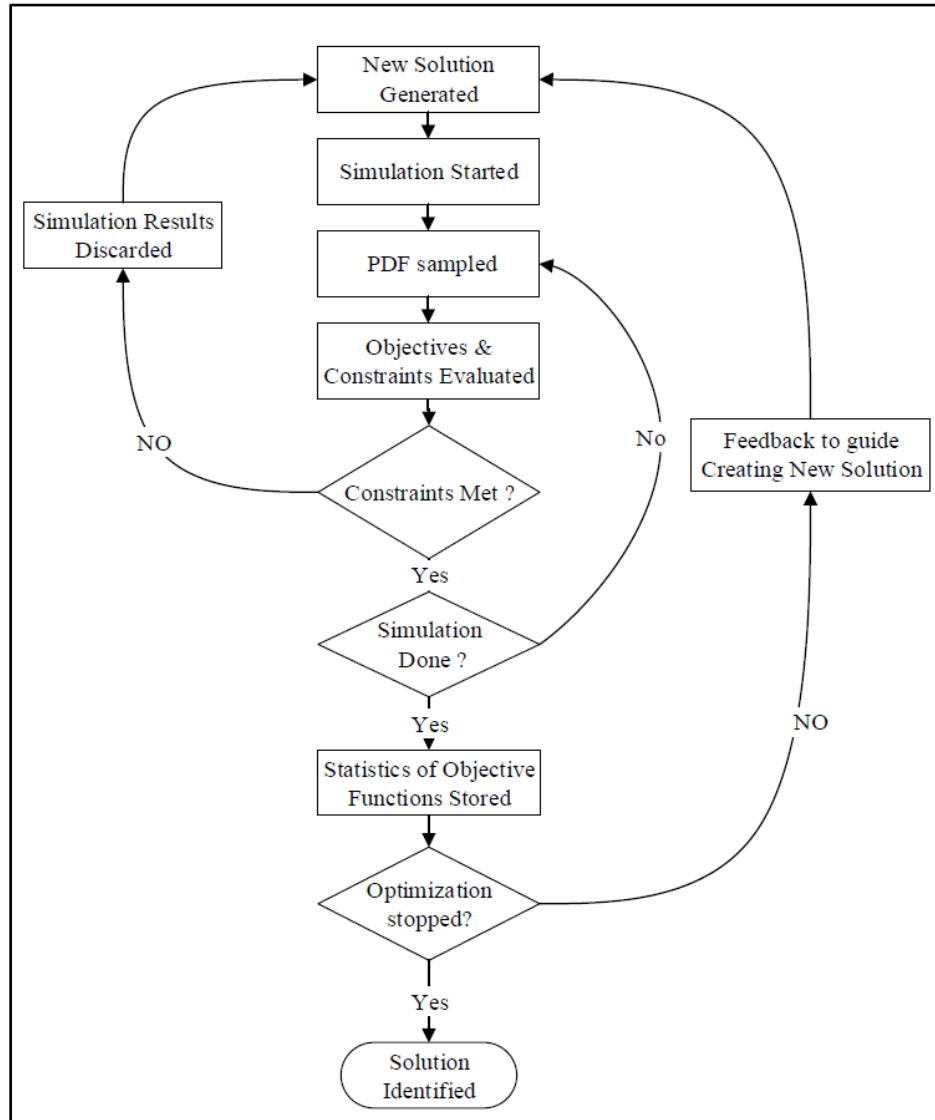 New Solution
Generated
Simulation Started
Simulation Results
Discarded
PDF sampled
Objectives &
Constraints Evaluated
NO
No
Feedback to guide
Creating New Solution
Constraints Met ?
Yes
Simulation
Done ?
Yes
NO
Statistics of Objective
Functions Stored
Optimization
stopped?
Yes
Solution
Identified